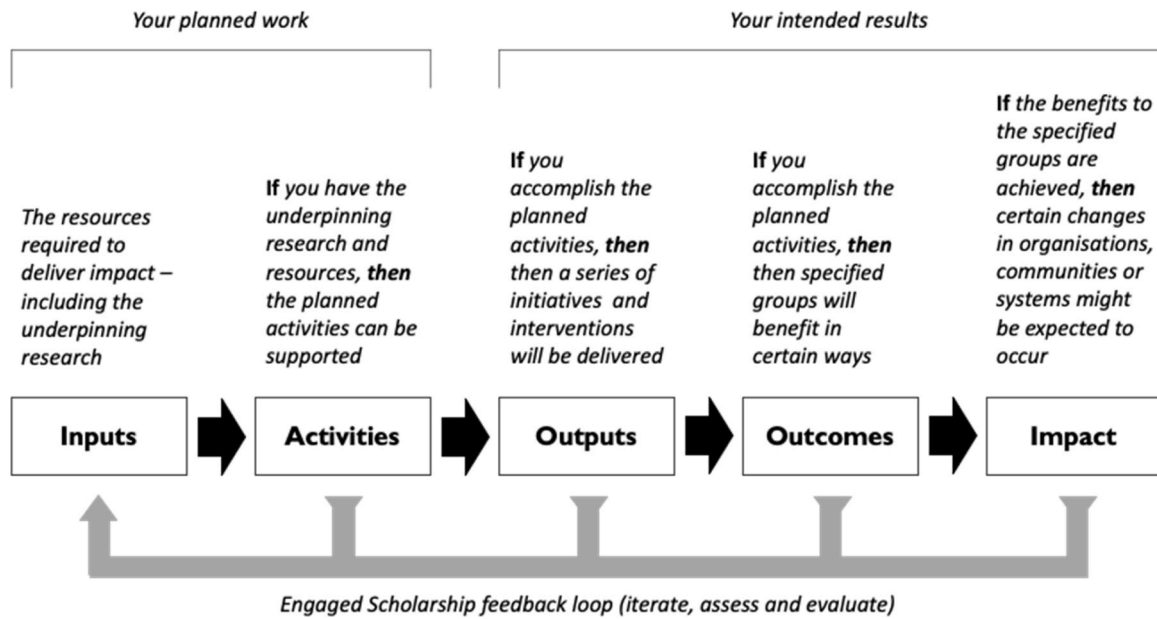 Your planned work
Your intended results
The resources
required to
deliver impact –
including the
underpinning
research
If you have the
underpinning
research and
resources, then
the planned
activities can be
supported
If you
accomplish the
planned
activities, then
then a series of
initiatives and
interventions
will be delivered
If you
accomplish the
planned
activities, then
then specified
groups will
benefit in
certain ways
If the benefits to
the specified
groups are
achieved, then
certain changes
in organisations,
communities or
systems might
be expected to
occur
Inputs
Activities
Outputs
Outcomes
Impact
Engaged Scholarship feedback loop (iterate, assess and evaluate)